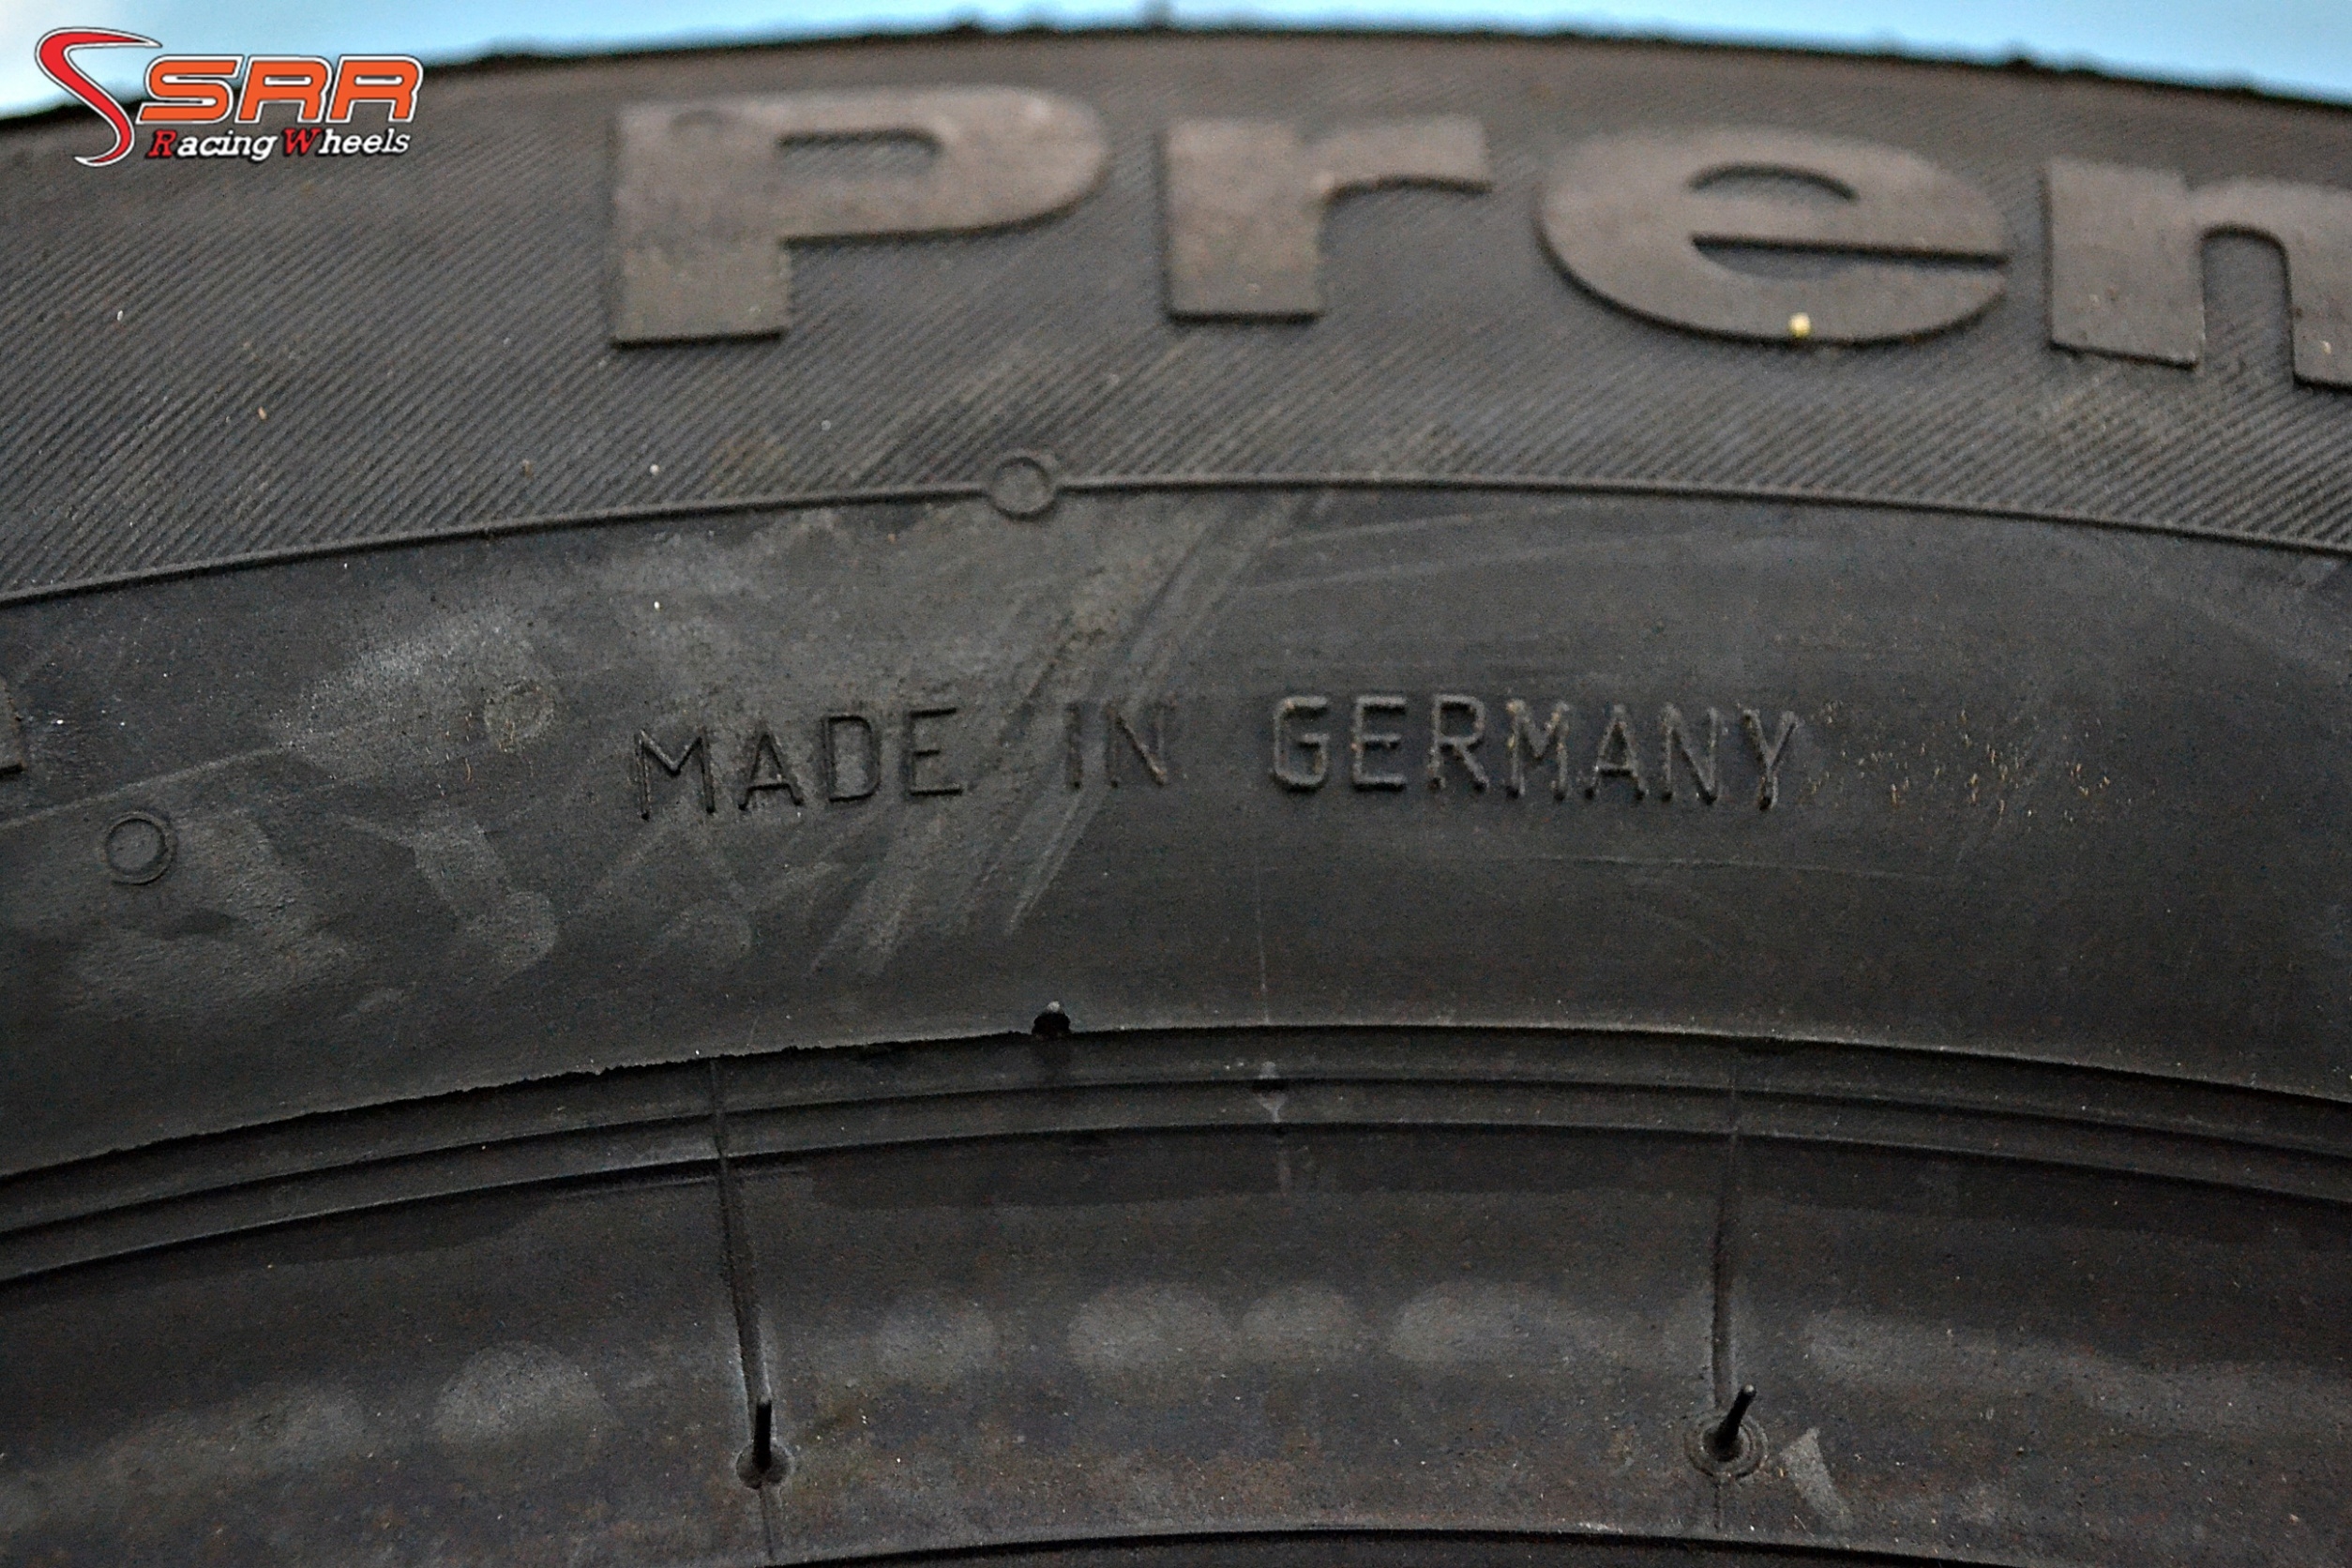 SRR
Racing Wheels
Prem
MADE IN GERMANY